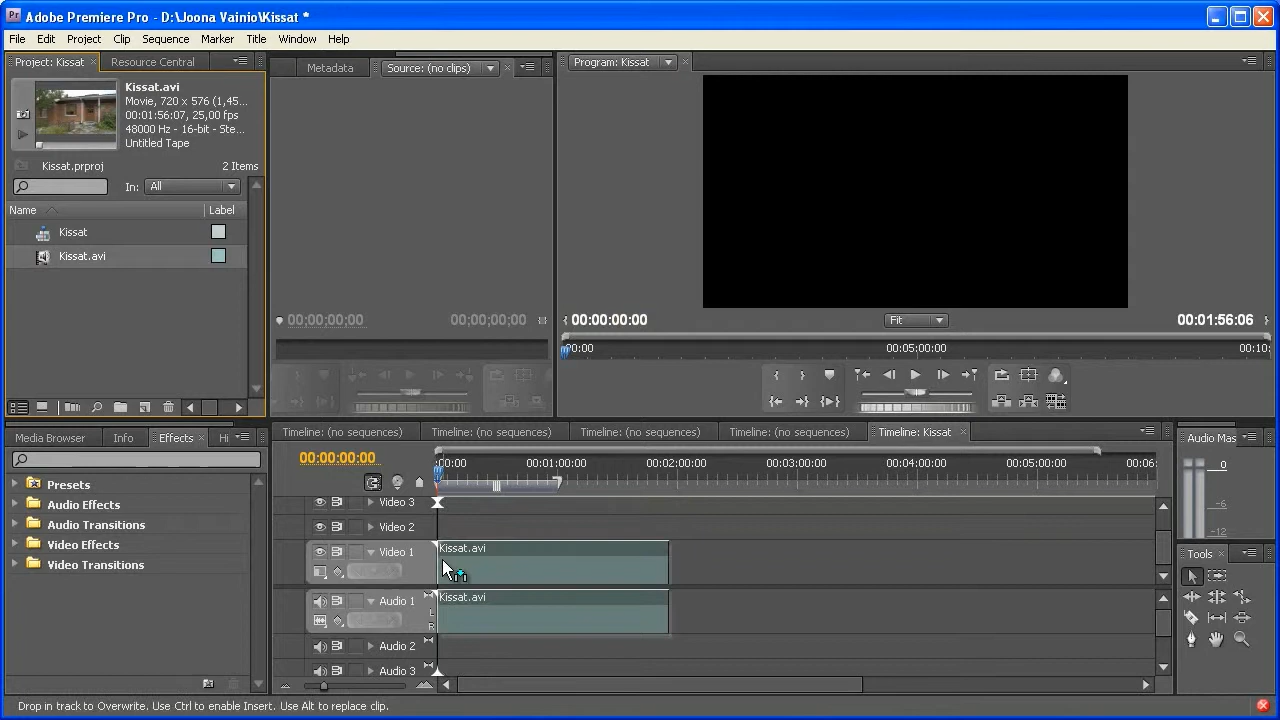 Adobe Premiere Pro - D:\Joona Vainio\Kissat *
File Edit Project Clip Sequence Marker Title Window Help
Project: Kissat Resource Central
Metadata Source: (no clips)
Program: Kissat
Kissat.avi
Movie, 720 x 576 (1,45...
00:01:56:07, 25,00 fps
48000 Hz - 16-bit - Ste...
Untitled Tape
Kissat.prproj 2 Items
In: All
Name Label
Kissat
Kissat.avi
00;00;00;00 00;00;00;00
00:00:00:00 Fit 00:01:56:06
00:00 00:05:00:00 00:10:
Media Browser Info Effects Hi
Presets
Audio Effects
Audio Transitions
Video Effects
Video Transitions
Timeline: (no sequences) Timeline: (no sequences) Timeline: (no sequences) Timeline: (no sequences) Timeline: Kissat
00:00:00:00
00:00 00:01:00:00 00:02:00:00 00:03:00:00 00:04:00:00 00:05:00:00 00:06:
Video 3
Video 2
Video 1 Kissat.avi
Audio 1 Kissat.avi
L
R
Audio 2
Audio 3
Audio Mas
0
-6
-12
Tools
Drop in track to Overwrite. Use Ctrl to enable Insert. Use Alt to replace clip.